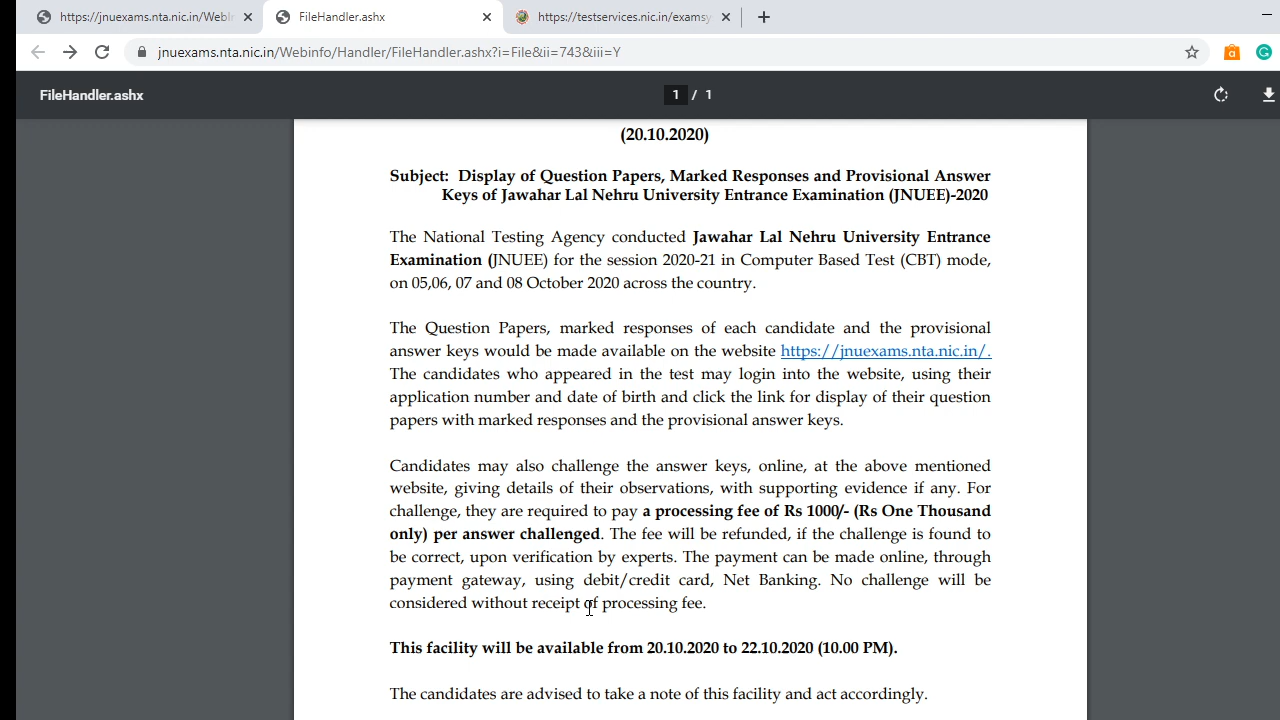 https://jnuexams.nta.nic.in/WebIn
FileHandler.ashx
https://testservices.nic.in/examsy
jnuexams.nta.nic.in/Webinfo/Handler/FileHandler.ashx?i=File&ii=743&iii=Y
FileHandler.ashx
1 / 1
(20.10.2020)
Subject: Display of Question Papers, Marked Responses and Provisional Answer
Keys of Jawahar Lal Nehru University Entrance Examination (JNUEE)-2020
The National Testing Agency conducted Jawahar Lal Nehru University Entrance
Examination (JNUEE) for the session 2020-21 in Computer Based Test (CBT) mode,
on 05,06, 07 and 08 October 2020 across the country.
The Question Papers, marked responses of each candidate and the provisional
answer keys would be made available on the website https://jnuexams.nta.nic.in/.
The candidates who appeared in the test may login into the website, using their
application number and date of birth and click the link for display of their question
papers with marked responses and the provisional answer keys.
Candidates may also challenge the answer keys, online, at the above mentioned
website, giving details of their observations, with supporting evidence if any. For
challenge, they are required to pay a processing fee of Rs 1000/- (Rs One Thousand
only) per answer challenged. The fee will be refunded, if the challenge is found to
be correct, upon verification by experts. The payment can be made online, through
payment gateway, using debit/credit card, Net Banking. No challenge will be
considered without receipt of processing fee.
This facility will be available from 20.10.2020 to 22.10.2020 (10.00 PM).
The candidates are advised to take a note of this facility and act accordingly.